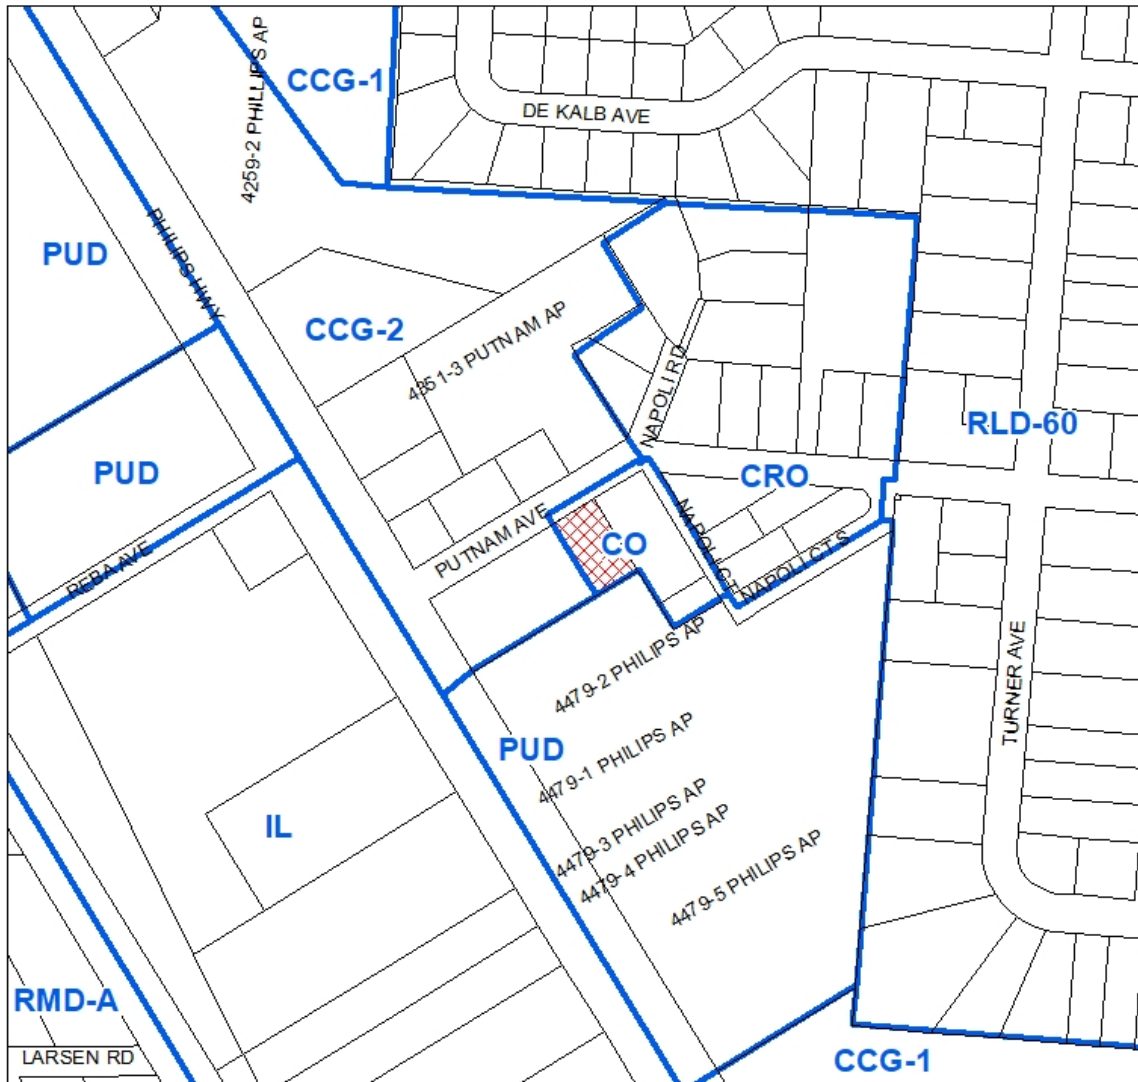 4259-2 PHILLIPS AP
CCG-1
DE KALB AVE
PHILIPS HWY
PUD
CCG-2
4351-3 PUTNAM AP
NAPOLI RD
RLD-60
PUD
CRO
PUTNAM AVE
CO
NAPOLI CT
NAPOLI CT S
REBA AVE
4479-2 PHILIPS AP
TURNER AVE
PUD
4479-1 PHILIPS AP
IL
4479-3 PHILIPS AP
4479-4 PHILIPS AP
4479-5 PHILIPS AP
RMD-A
LARSEN RD
CCG-1